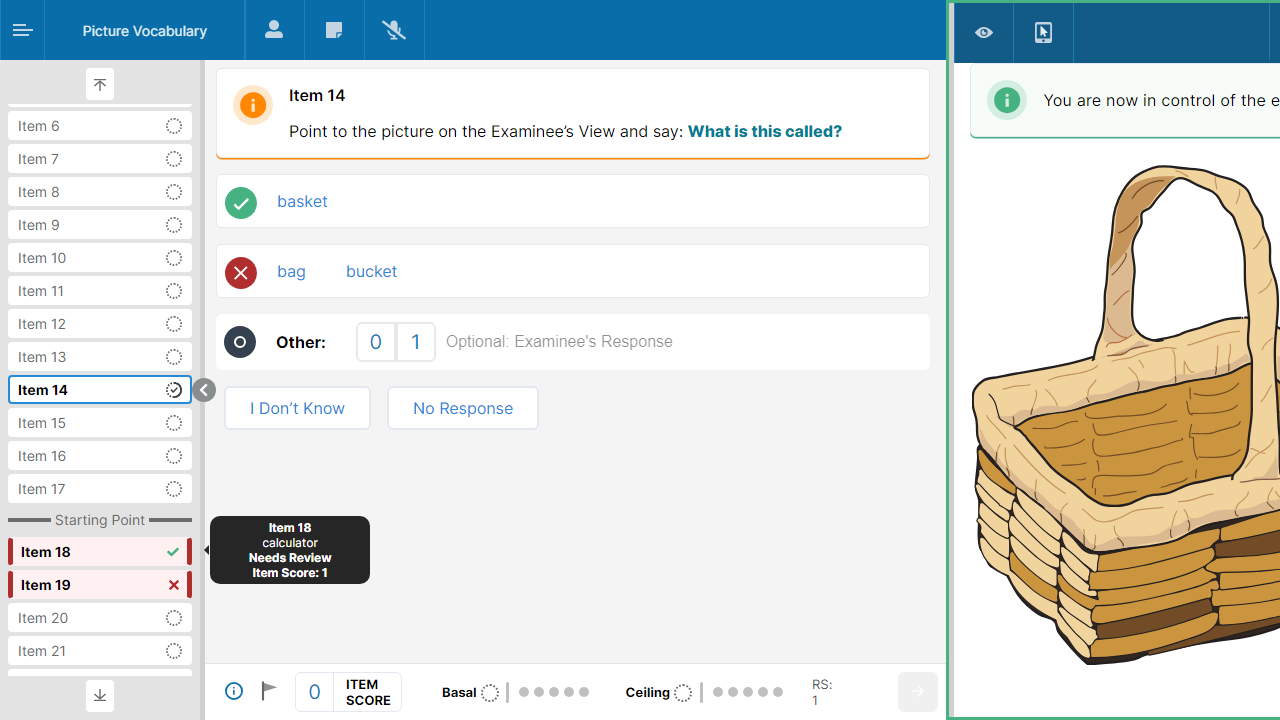 Picture Vocabulary
Item 6
Item 7
Item 8
Item 9
Item 10
Item 11
Item 12
Item 13
Item 14
Item 15
Item 16
Item 17
Starting Point
Item 18
Item 19
Item 20
Item 21
Item 14
Point to the picture on the Examinee’s View and say: What is this called?
basket
bag bucket
Other: 0 1 Optional: Examinee's Response
I Don’t Know No Response
Item 18
calculator
Needs Review
Item Score: 1
0 ITEM SCORE
Basal
Ceiling
RS:
1
You are now in control of the e